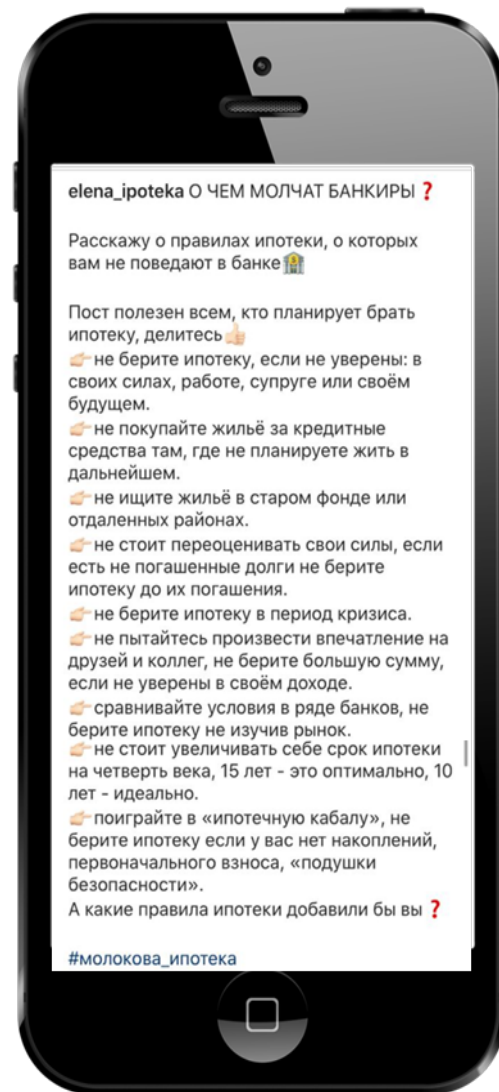 elena_ipoteka О ЧЕМ МОЛЧАТ БАНКИРЫ ❓
Расскажу о правилах ипотеки, о которых
вам не поведают в банке🏦
Пост полезен всем, кто планирует брать
ипотеку, делитесь👍🏻
👉🏻не берите ипотеку, если не уверены: в
своих силах, работе, супруге или своём
будущем.
👉🏻не покупайте жильё за кредитные
средства там, где не планируете жить в
дальнейшем.
👉🏻не ищите жильё в старом фонде или
отдаленных районах.
👉🏻не стоит переоценивать свои силы, если
есть не погашенные долги не берите
ипотеку до их погашения.
👉🏻не берите ипотеку в период кризиса.
👉🏻не пытайтесь произвести впечатление на
друзей и коллег, не берите большую сумму,
если не уверены в своём доходе.
👉🏻сравнивайте условия в ряде банков, не
берите ипотеку не изучив рынок.
👉🏻не стоит увеличивать себе срок ипотеки
на четверть века, 15 лет - это оптимально, 10
лет - идеально.
👉🏻поиграйте в «ипотечную кабалу», не
берите ипотеку если у вас нет накоплений,
первоначального взноса, «подушки
безопасности».
А какие правила ипотеки добавили бы вы ❓
#молокова_ипотека